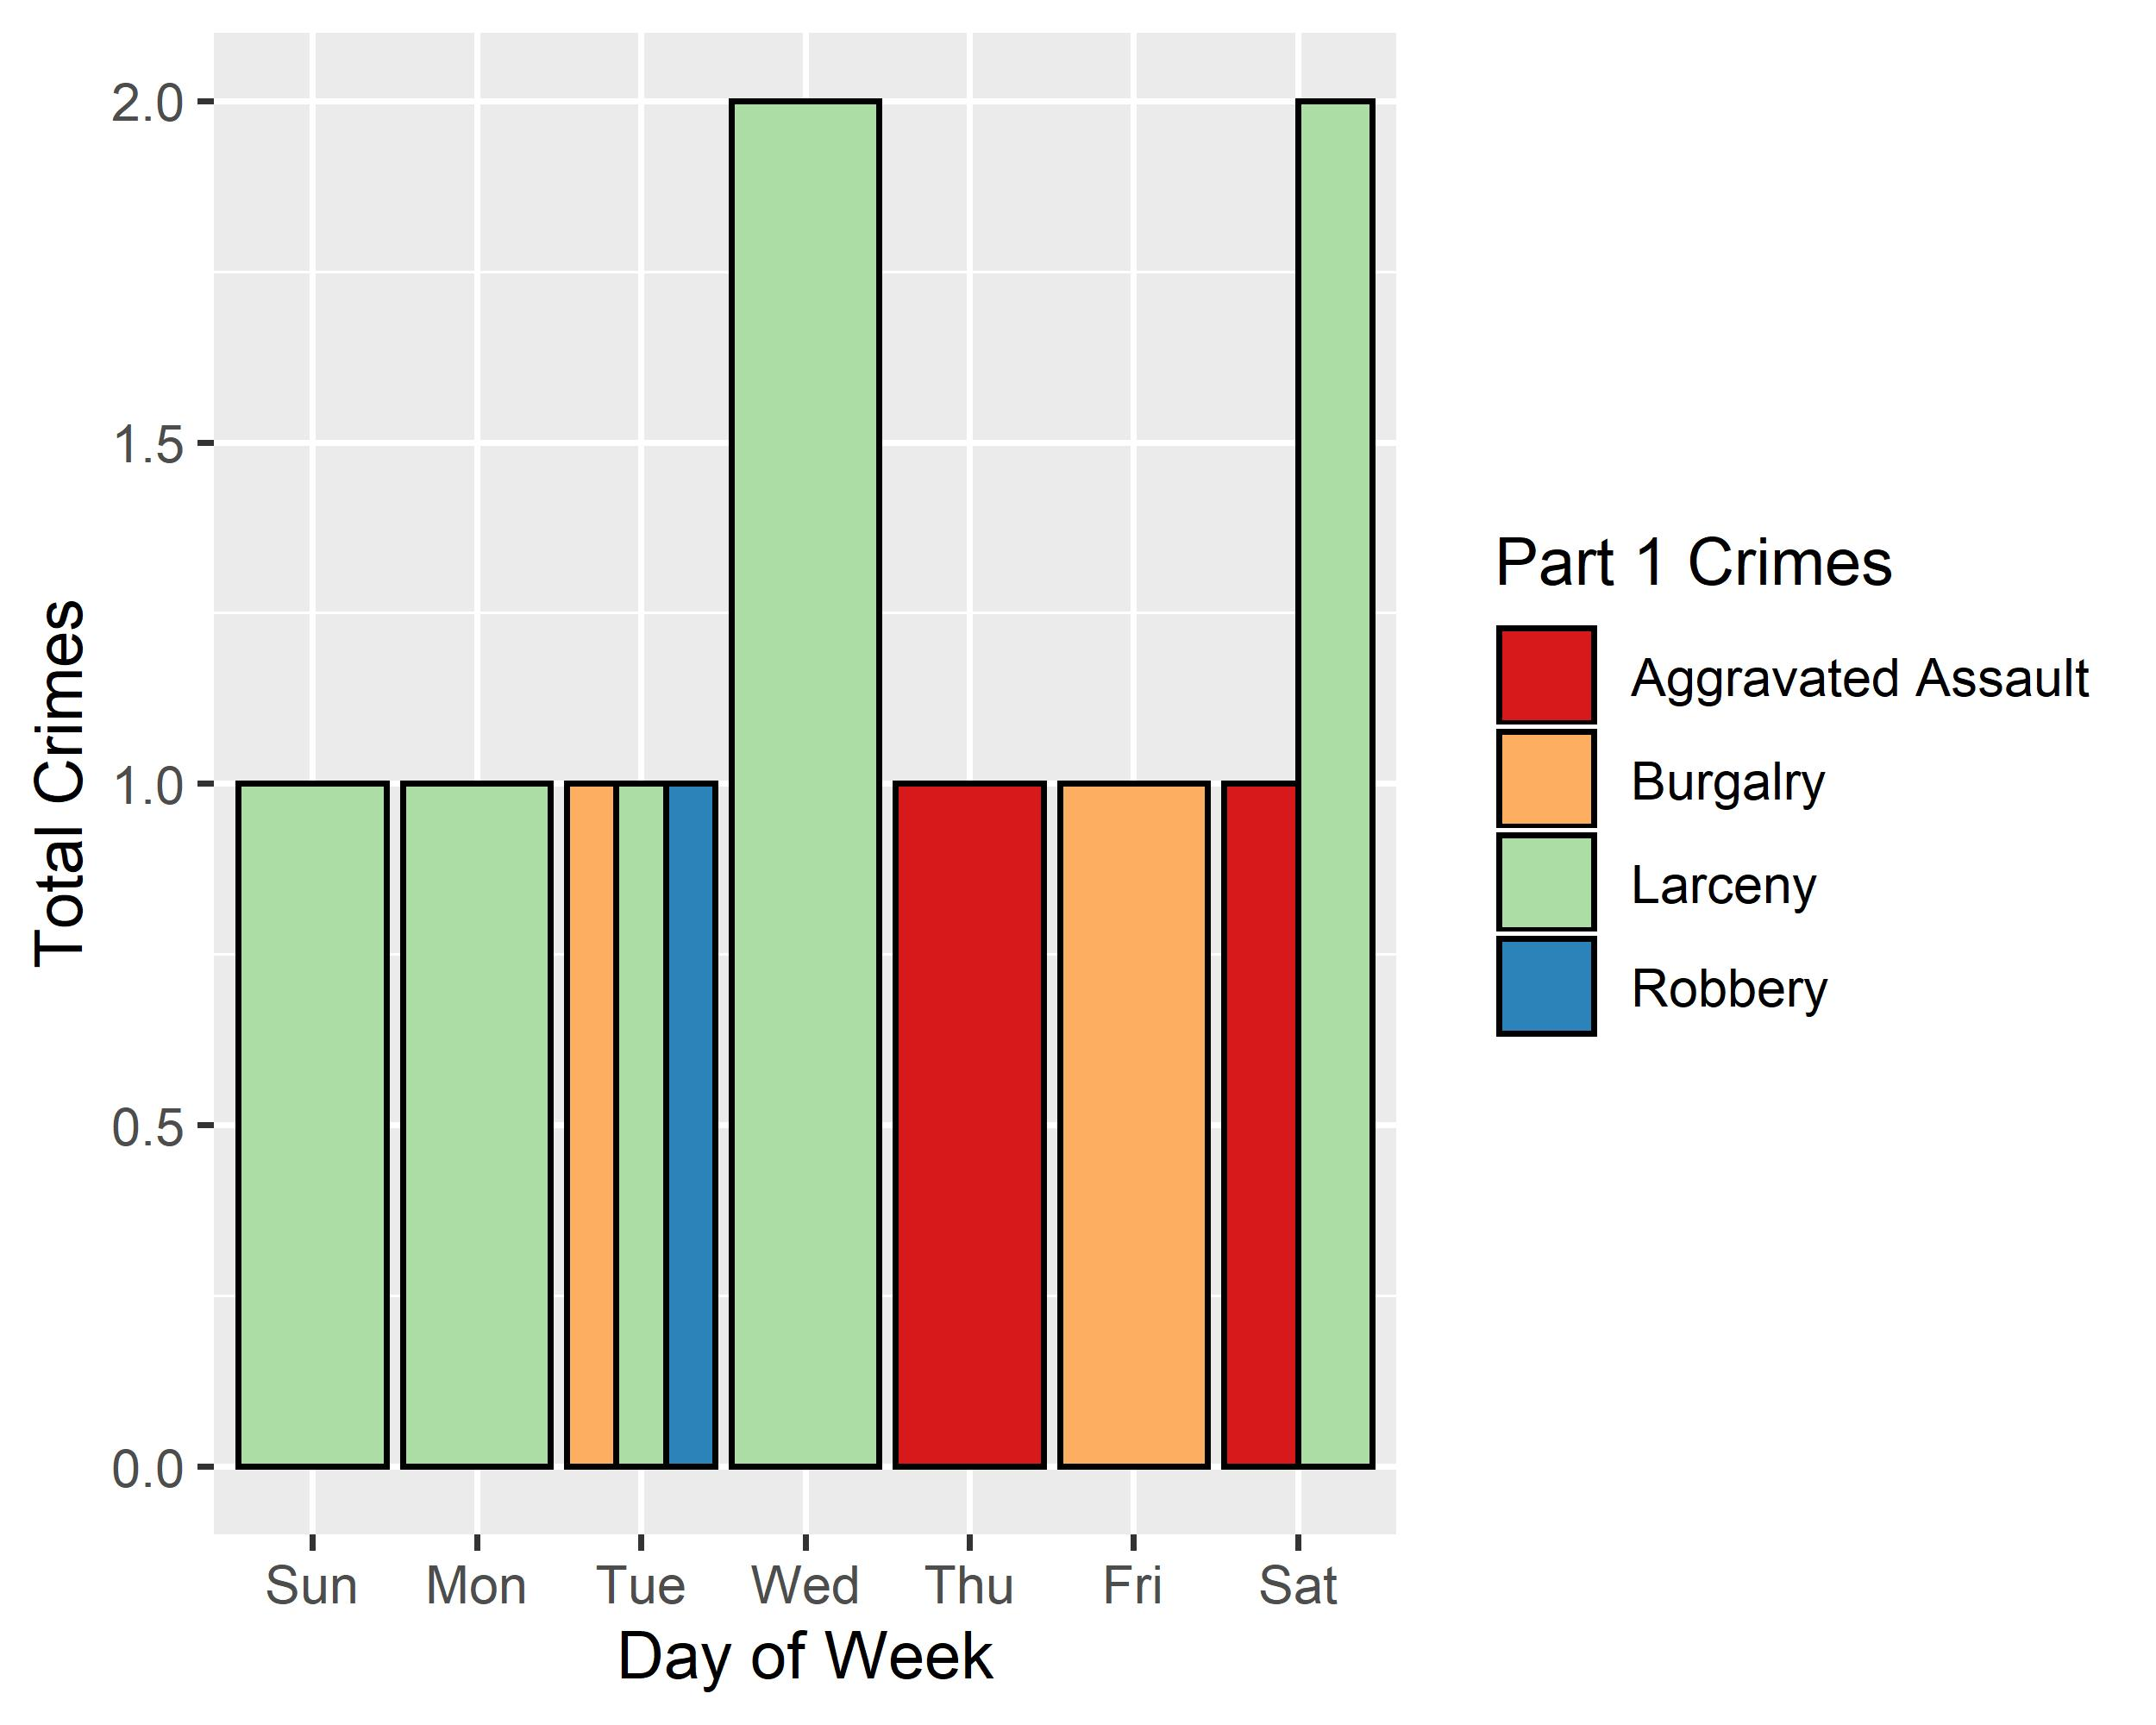 Total Crimes
2.0
1.5
1.0
0.5
0.0
Sun Mon Tue Wed Thu Fri Sat
Day of Week
Part 1 Crimes
Aggravated Assault
Burgalry
Larceny
Robbery